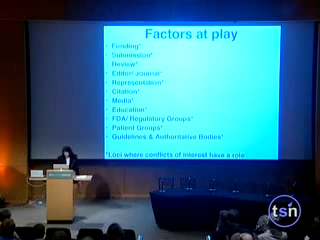 Factors at play
• Funding*
• Submission*
• Review*
• Editor/ Journal*
• Representation*
• Citation*
• Media*
• Education*
• FDA/ Regulatory Groups*
• Patient Groups*
• Guidelines & Authoritative Bodies*
*Loci where conflicts of interest have a role
tsn